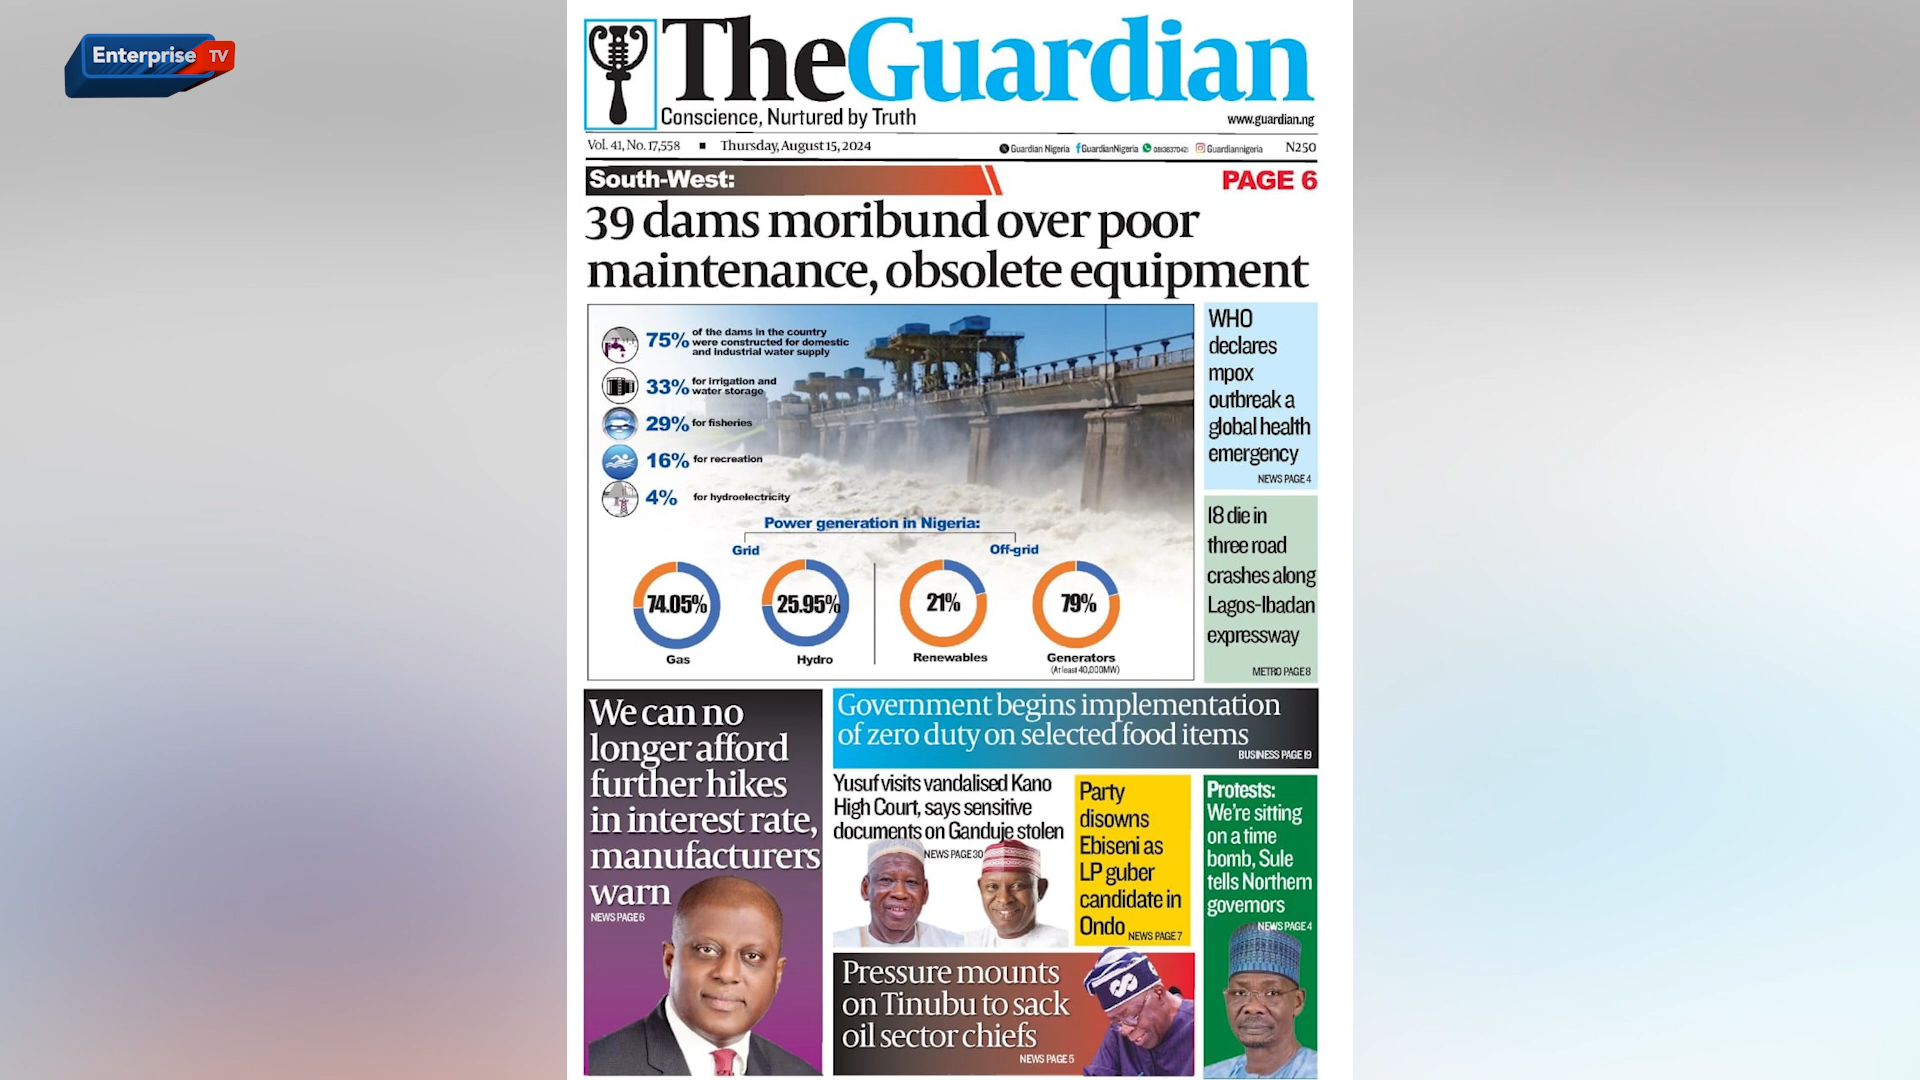 Enterprise TV
TheGuardian
Conscience, Nurtured by Truth
www.guardian.ng
Vol. 41, No. 17,558 ■ Thursday, August 15, 2024
Guardian Nigeria
GuardianNigeria
Guardiannigeria
N250
South-West:
PAGE 6
39 dams moribund over poor
maintenance, obsolete equipment
75% of the dams in the country
were constructed for domestic
and industrial water supply
33% for irrigation and
water storage
29% for fisheries
16% for recreation
4% for hydroelectricity
Power generation in Nigeria:
Grid
Off-grid
74.05%
25.95%
21%
79%
Gas
Hydro
Renewables
Generators
(At least 40,000MW)
WHO
declares
mpox
outbreak a
global health
emergency
NEWS PAGE 4
18 die in
three road
crashes along
Lagos-Ibadan
expressway
METRO PAGE 8
We can no
longer afford
further hikes
in interest rate,
manufacturers
warn
NEWS PAGE 6
Government begins implementation
of zero duty on selected food items
BUSINESS PAGE 19
Yusuf visits vandalised Kano
High Court, says sensitive
documents on Ganduje stolen
NEWS PAGE 30
Party
disowns
Ebiseni as
LP guber
candidate in
Ondo
NEWS PAGE 7
Protests:
We're sitting
on a time
bomb, Sule
tells Northern
governors
NEWS PAGE 4
Pressure mounts
on Tinubu to sack
oil sector chiefs
NEWS PAGE 5